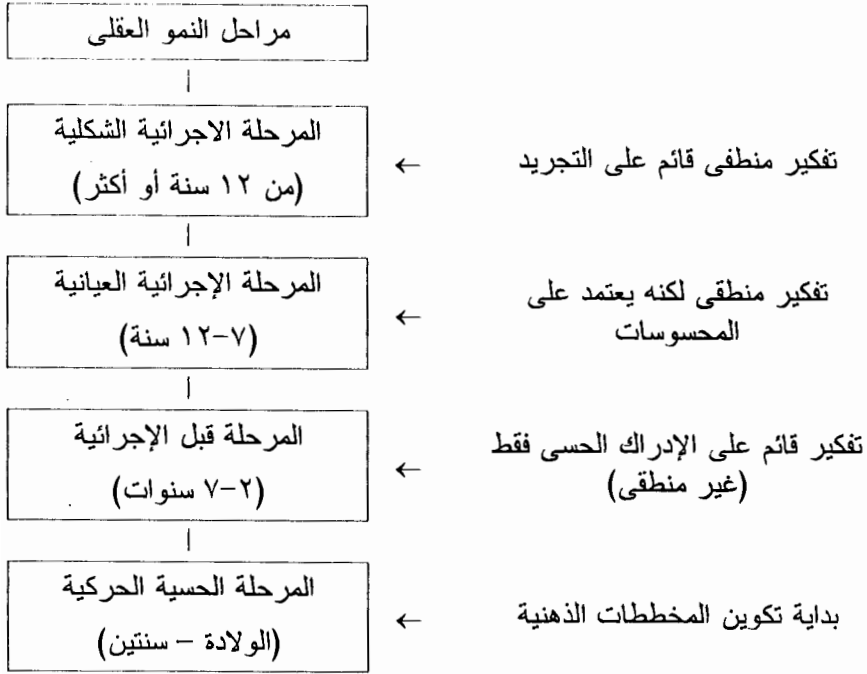 مراحل النمو العقلى
المرحلة الاجرائية الشكلية
(من ١٢ سنة أو أكثر)
تفكير منطفى قائم على التجريد
←
المرحلة الإجرائية العيانية
(٧-١٢ سنة)
تفكير منطقى لكنه يعتمد على
المحسوسات
←
المرحلة قبل الإجرائية
(٢-٧ سنوات)
تفكير قائم على الإدراك الحسى فقط
(غير منطقى)
←
المرحلة الحسية الحركية
(الولادة – سنتين)
بداية تكوين المخططات الذهنية
←